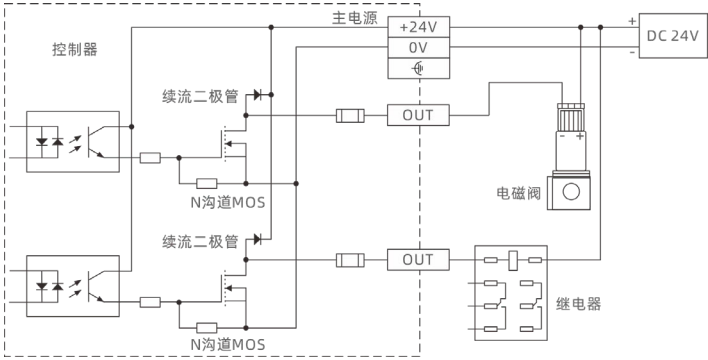 主电源
+24V
0V
+
-
DC 24V
控制器
续流二极管
OUT
- +
电磁阀
N沟道MOS
续流二极管
OUT
继电器
N沟道MOS